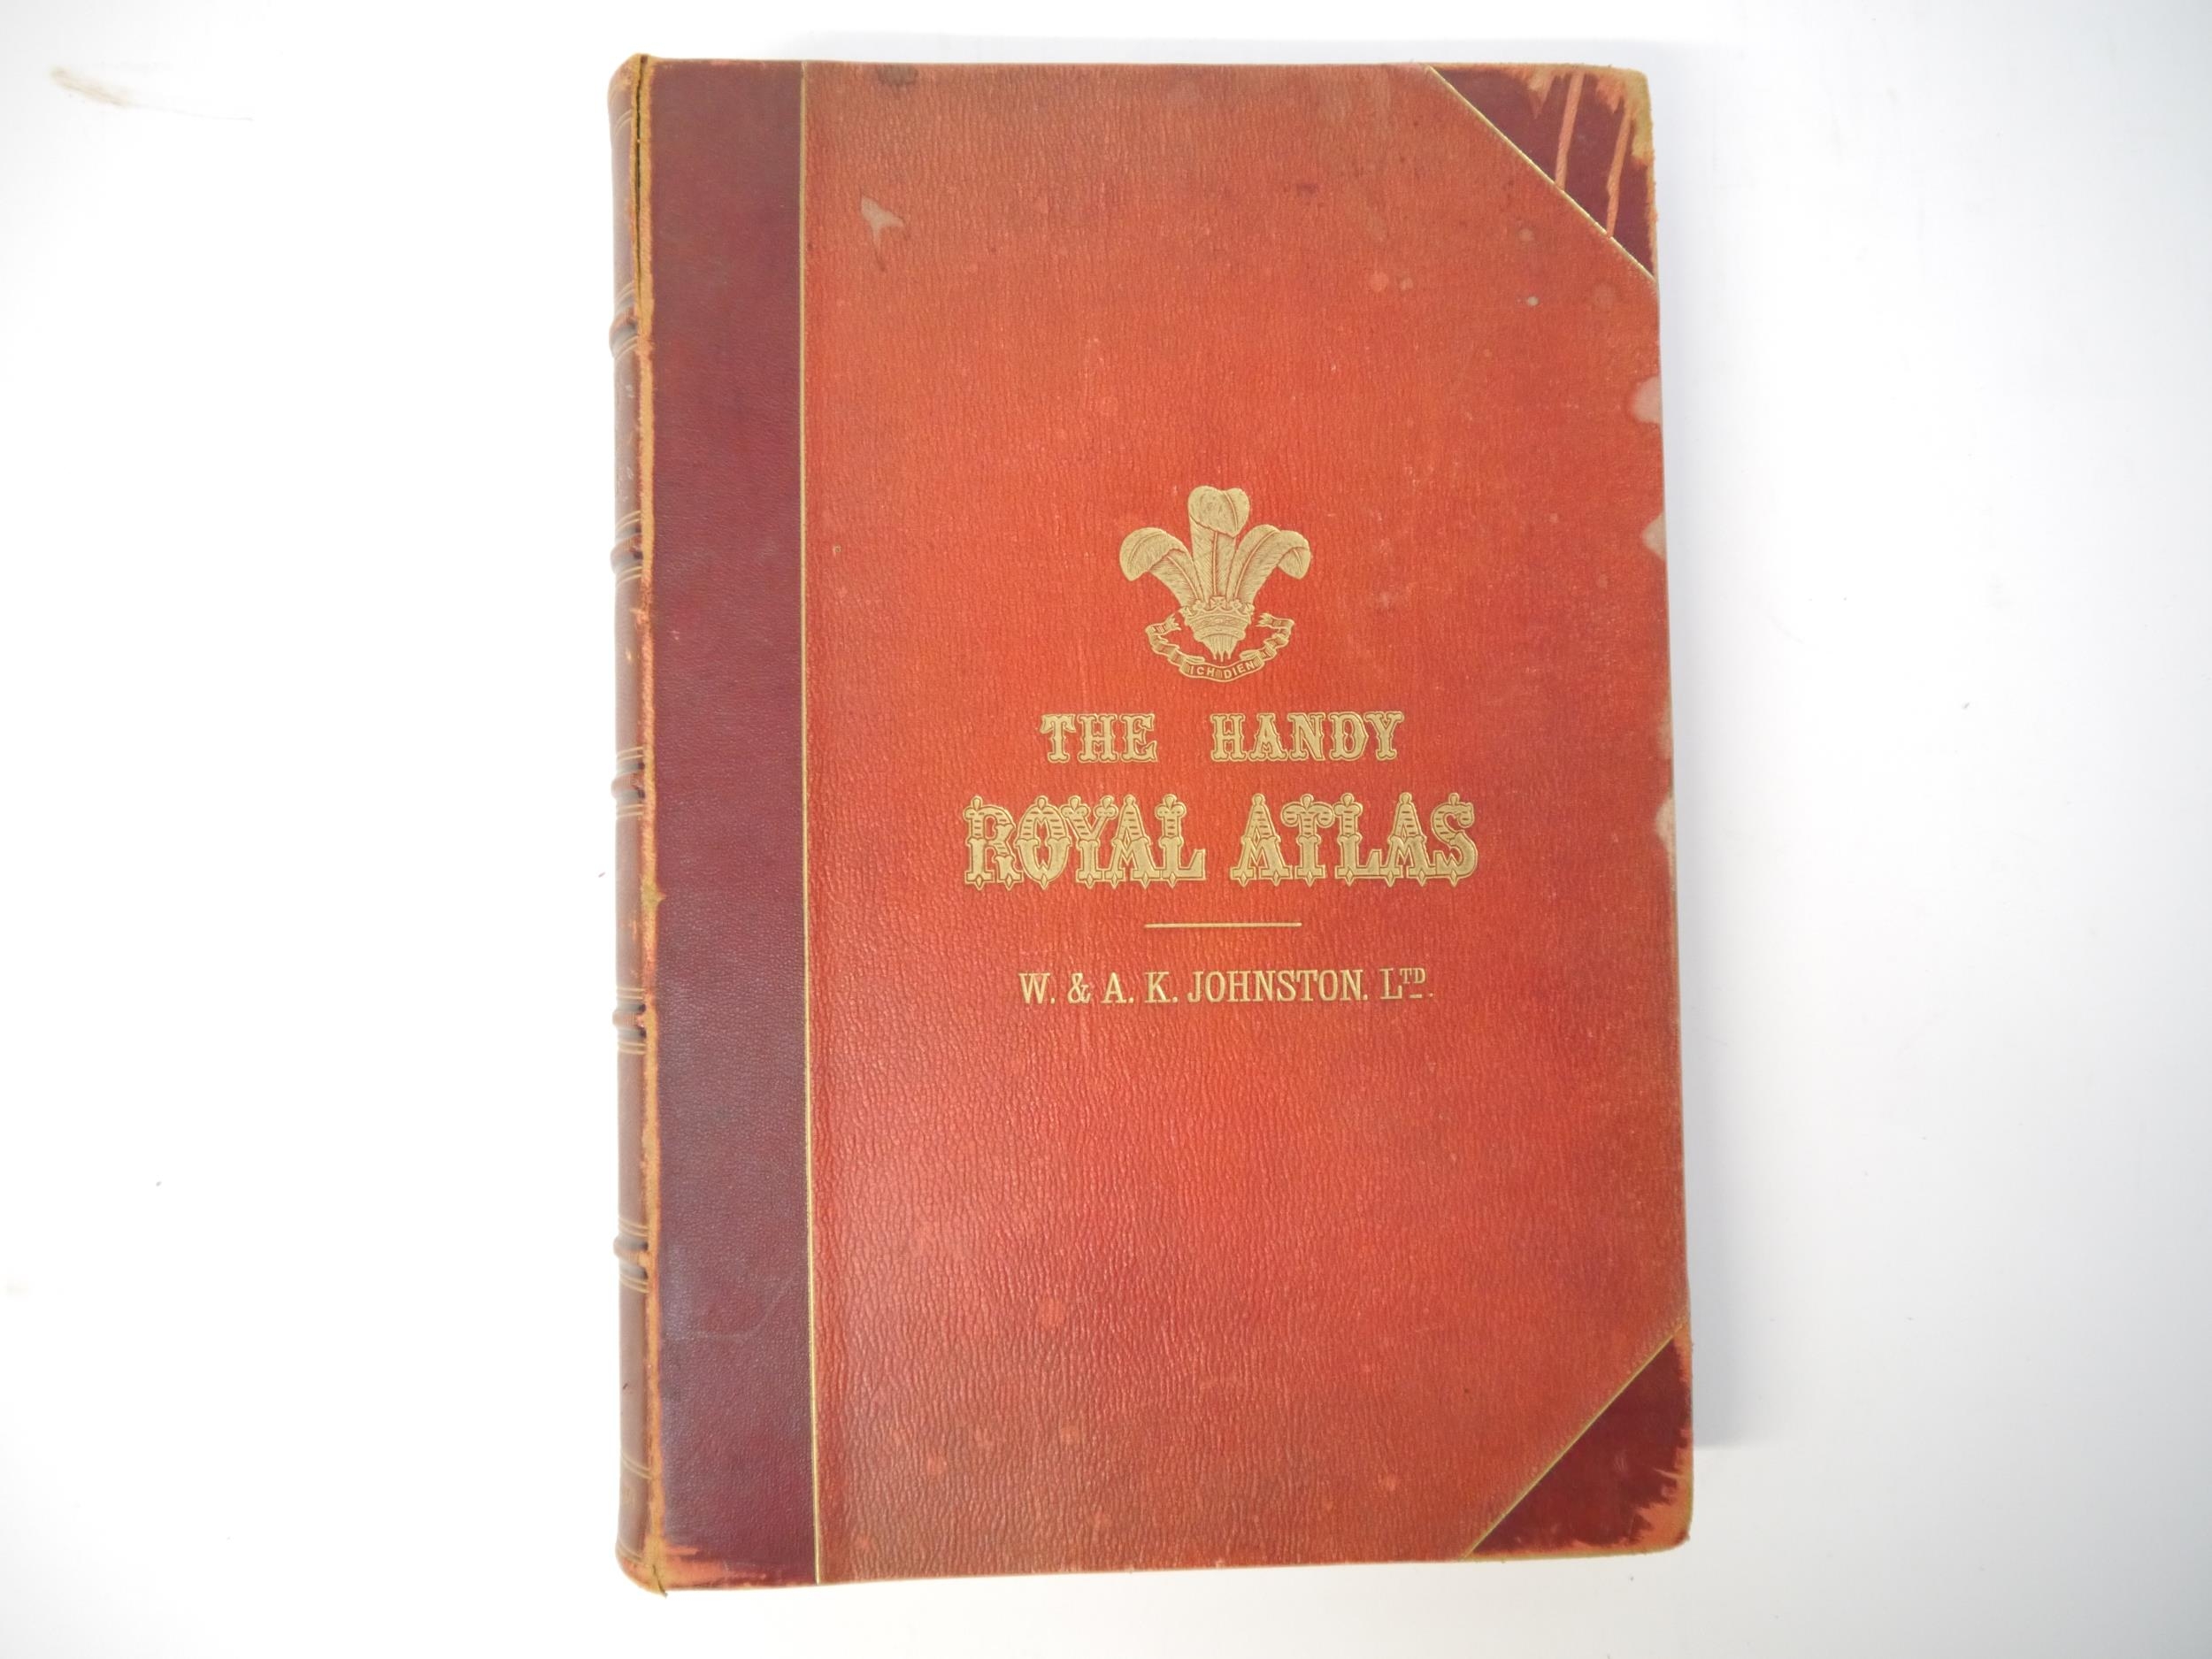 ICH DIEN
THE HANDY
ROYAL ATLAS
W. & A. K. JOHNSTON. LTD.